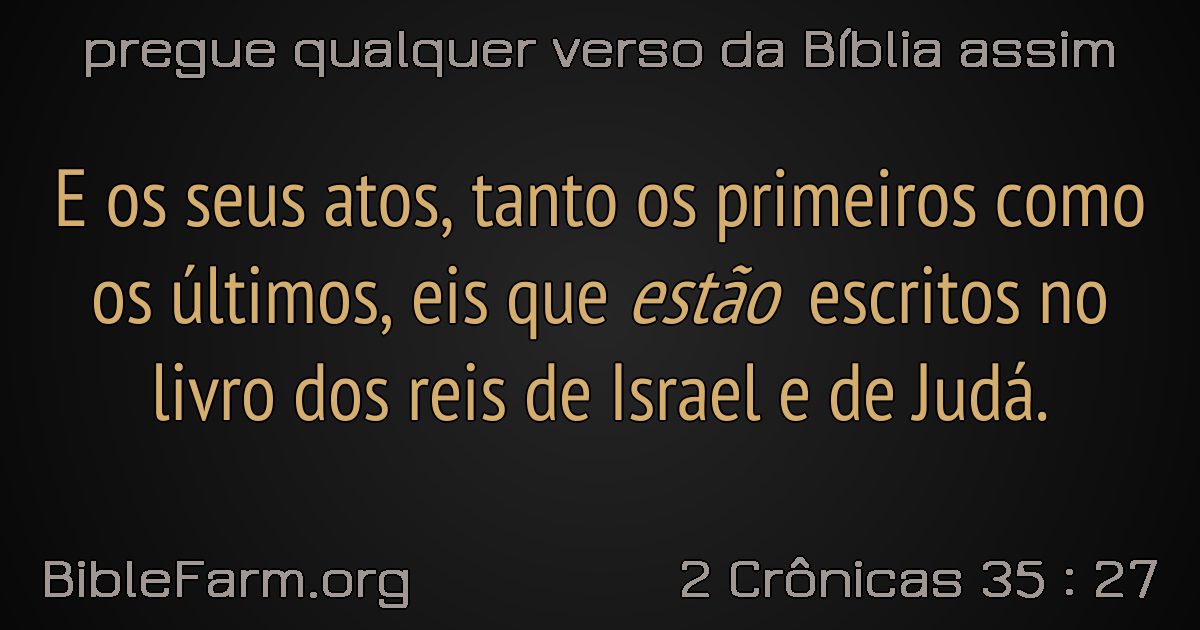 pregue qualquer verso da Bíblia assim
E os seus atos, tanto os primeiros como
os últimos, eis que estão escritos no
livro dos reis de Israel e de Judá.
BibleFarm.org
2 Crônicas 35 : 27